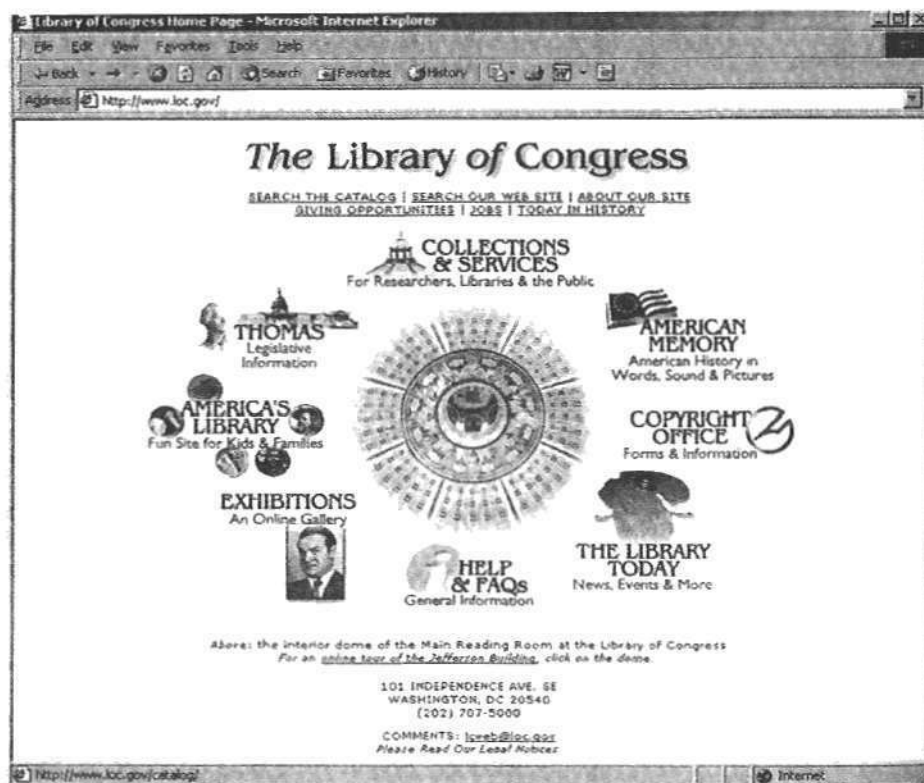 Library of Congress Home Page - Microsoft Internet Explorer
File Edit View Favorites Tools Help
Back Search Favorites History
Address http://www.loc.gov/
The Library of Congress
SEARCH THE CATALOG | SEARCH OUR WEB SITE | ABOUT OUR SITE
GIVING OPPORTUNITIES | JOBS | TODAY IN HISTORY
COLLECTIONS
& SERVICES
For Researchers, Libraries & the Public
THOMAS
Legislative
Information
AMERICAN
MEMORY
American History in
Words, Sound & Pictures
AMERICA'S
LIBRARY
Fun Site for Kids & Families
COPYRIGHT
OFFICE
Forms & Information
EXHIBITIONS
An Online Gallery
THE LIBRARY
TODAY
News, Events & More
HELP
& FAQs
General Information
Above: the interior dome of the Main Reading Room at the Library of Congress
For an online tour of the Jefferson Building, click on the dome.
101 INDEPENDENCE AVE. SE
WASHINGTON, DC 20540
(202) 707-5000
COMMENTS: lcweb@loc.gov
Please Read Our Legal Notices
http://www.loc.gov/catalog/ Internet